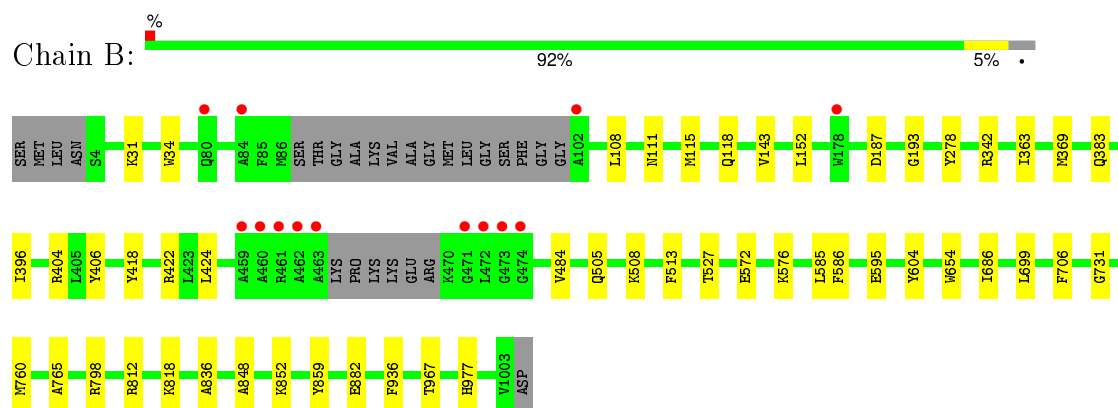 %
Chain B:
92% 5% •
SER MET LEU ASN S4 K31 W34 Q80 A84 F85 M86 SER THR GLY ALA LYS VAL ALA GLY MET LEU GLY SER PHE GLY GLY A102 L108 N111 M115 Q118 V143 L152 W178 D187 G193 Y278 R342 I363 M369 Q383
I396 R404 L405 Y406 Y418 R422 L423 L424 A459 A460 R461 A462 A463 LYS PRO LYS LYS GLU ARG K470 G471 L472 G473 G474 V484 Q505 K508 F513 T527 E572 K576 L585 F586 E595 Y604 W654 I686 L699 F706 G731
M760 A765 R798 R812 K818 A836 A848 K852 Y859 E882 F936 T967 H977 V1003 ASP